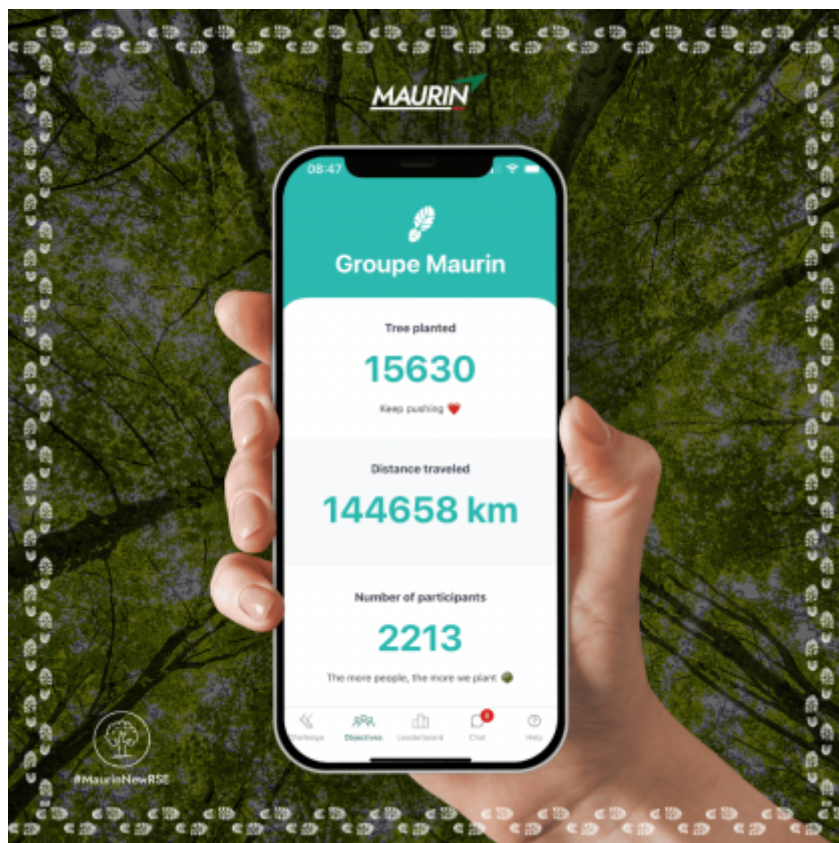 MAURIN
08:47
Groupe Maurin
Tree planted
15630
Keep pushing
Distance traveled
144658 km
Number of participants
2213
The more people, the more we plant
Challenge Objectives Leaderboard Chat Help
#MaurinNewRSE